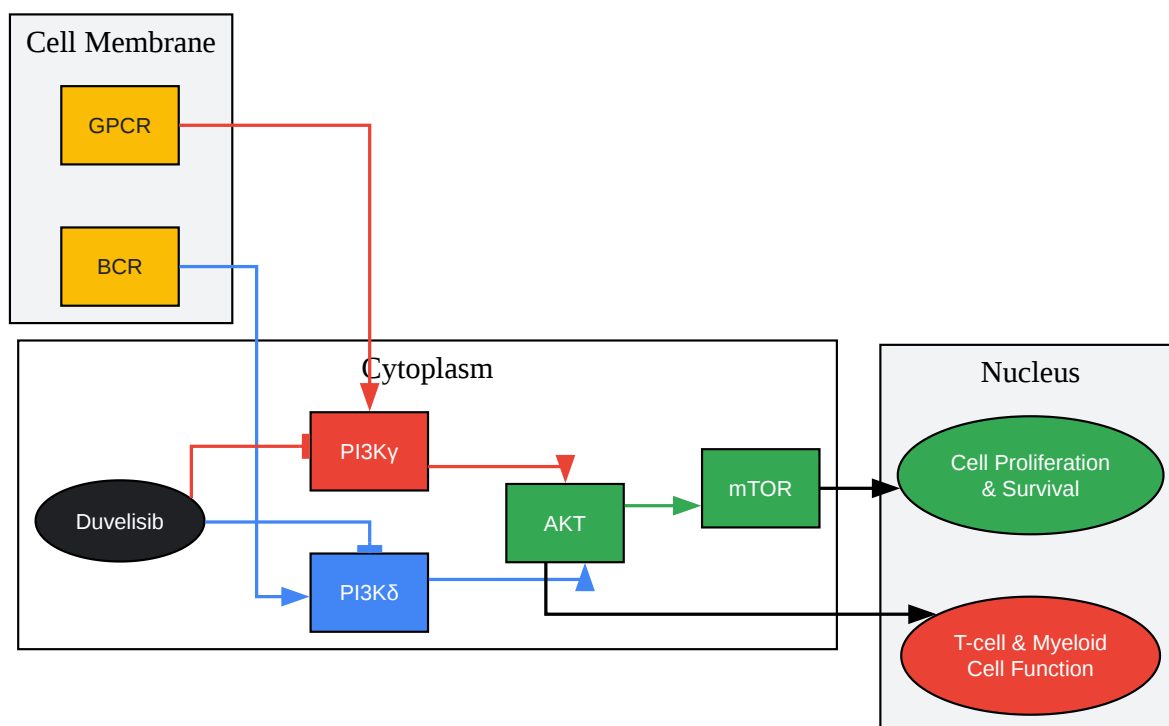 Cell Membrane
GPCR
BCR
Cytoplasm
PI3Kγ
Duvelisib
PI3Kδ
AKT
mTOR
Nucleus
Cell Proliferation
& Survival
T-cell & Myeloid
Cell Function